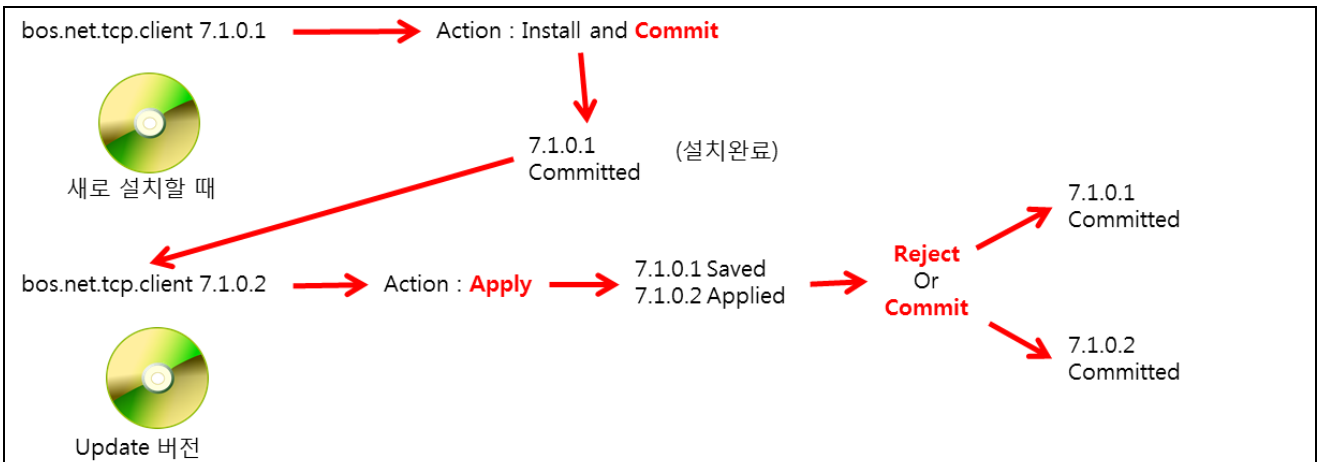 bos.net.tcp.client 7.1.0.1
Action : Install and Commit
새로 설치할 때
7.1.0.1
Committed
(설치완료)
bos.net.tcp.client 7.1.0.2
Action : Apply
7.1.0.1 Saved
7.1.0.2 Applied
Reject
Or
Commit
7.1.0.1
Committed
7.1.0.2
Committed
Update 버전